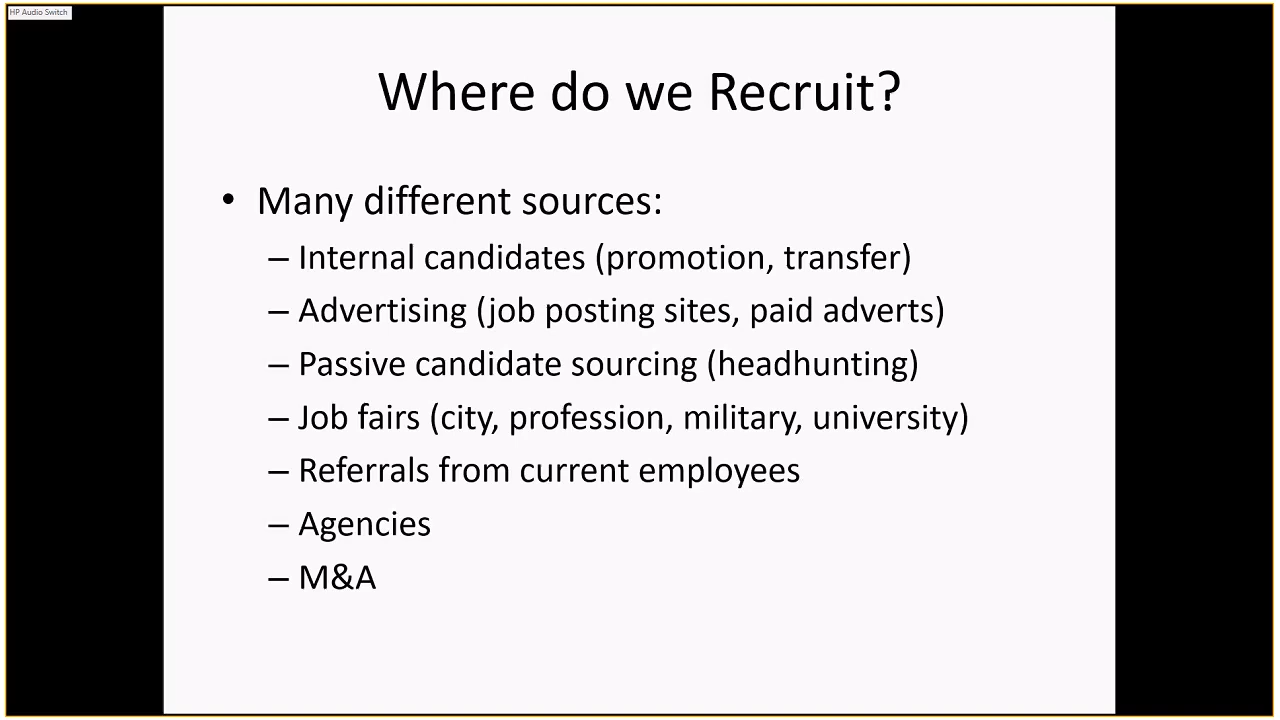 HP Audio Switch
Where do we Recruit?
• Many different sources:
– Internal candidates (promotion, transfer)
– Advertising (job posting sites, paid adverts)
– Passive candidate sourcing (headhunting)
– Job fairs (city, profession, military, university)
– Referrals from current employees
– Agencies
– M&A